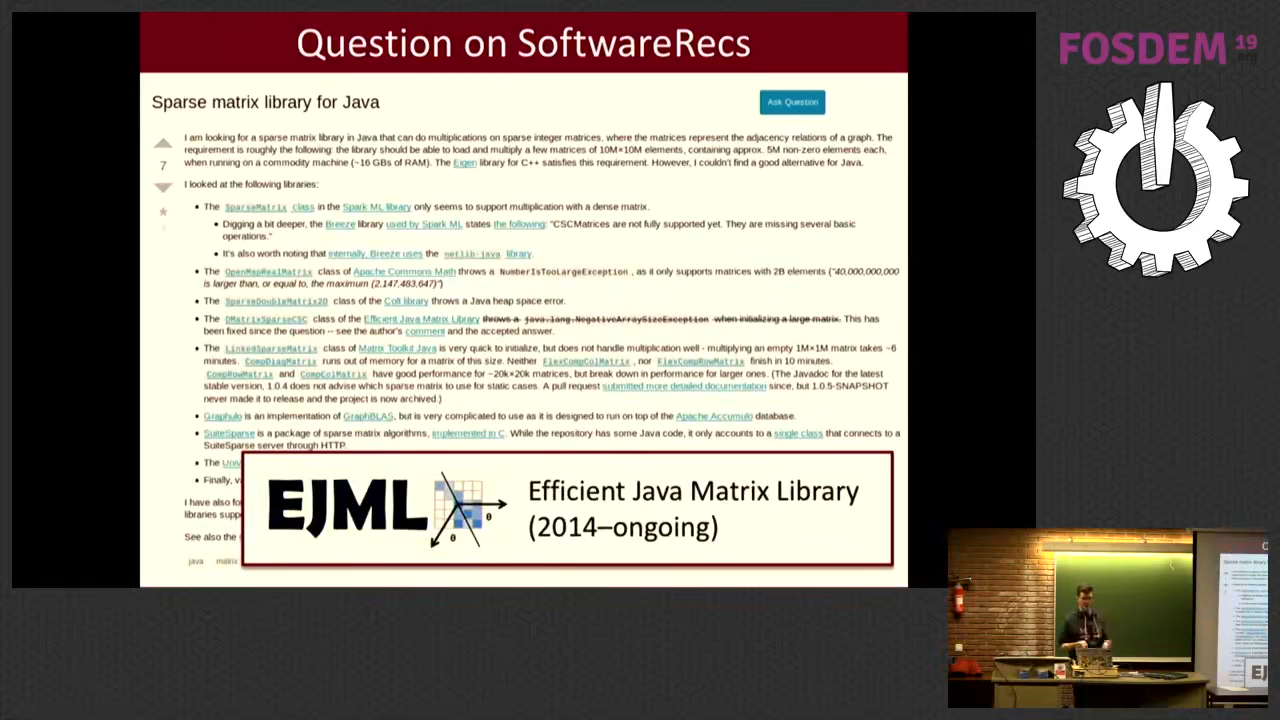 Question on SoftwareRecs
FOSDEM 19
.org
Sparse matrix library for Java
Ask Question
I am looking for a sparse matrix library in Java that can do multiplications on sparse integer matrices, where the matrices represent the adjacency relations of a graph. The
requirement is roughly the following: the library should be able to load and multiply a few matrices of 10M×10M elements, containing approx. 5M non-zero elements each,
when running on a commodity machine (~16 GBs of RAM). The Eigen library for C++ satisfies this requirement. However, I couldn't find a good alternative for Java.
7
I looked at the following libraries:
• The SparseMatrix class in the Spark ML library only seems to support multiplication with a dense matrix.
• Digging a bit deeper, the Breeze library used by Spark ML states the following: "CSCMatrices are not fully supported yet. They are missing several basic
operations."
• It's also worth noting that internally, Breeze uses the netlib-java library.
• The OpenMapRealMatrix class of Apache Commons Math throws a NumberIsTooLargeException , as it only supports matrices with 2B elements ("40,000,000,000
is larger than, or equal to, the maximum (2,147,483,647)")
• The SparseDoubleMatrix2D class of the Colt library throws a Java heap space error.
• The DMatrixSparseCSC class of the Efficient Java Matrix Library throws a java.lang.NegativeArraySizeException when initializing a large matrix. This has
been fixed since the question -- see the author's comment and the accepted answer.
• The LinkedSparseMatrix class of Matrix Toolkit Java is very quick to initialize, but does not handle multiplication well - multiplying an empty 1M×1M matrix takes ~6
minutes. CompDiagMatrix runs out of memory for a matrix of this size. Neither FlexCompColMatrix , nor FlexCompRowMatrix finish in 10 minutes.
CompRowMatrix and CompColMatrix have good performance for ~20k×20k matrices, but break down in performance for larger ones. (The Javadoc for the latest
stable version, 1.0.4 does not advise which sparse matrix to use for static cases. A pull request submitted more detailed documentation since, but 1.0.5-SNAPSHOT
never made it to release and the project is now archived.)
• Graphulo is an implementation of GraphBLAS, but is very complicated to use as it is designed to run on top of the Apache Accumulo database.
• SuiteSparse is a package of sparse matrix algorithms, implemented in C. While the repository has some Java code, it only accounts to a single class that connects to a
SuiteSparse server through HTTP.
• The Univ
• Finally, v
I have also fo
libraries supp
See also the
java matrix
EJML
θ
θ
Efficient Java Matrix Library
(2014–ongoing)